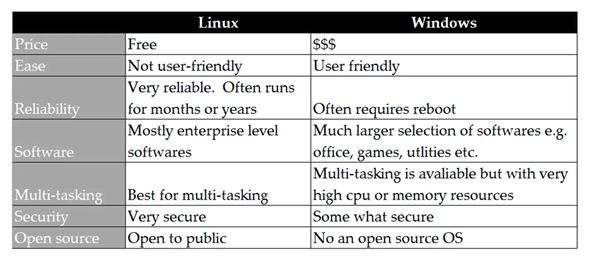 Linux Windows
Price Free $$$
Ease Not user-friendly User friendly
Very reliable. Often runs
Reliability for months or years Often requires reboot
Mostly enterprise level Much larger selection of softwares e.g.
Software softwares office, games, utlities etc.
Multi-tasking is avaliable but with very
Multi-tasking Best for multi-tasking high cpu or memory resources
Security Very secure Some what secure
Open source Open to public No an open source OS